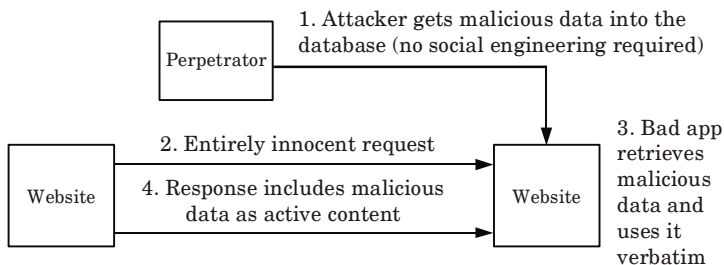 1. Attacker gets malicious data into the
database (no social engineering required)
Perpetrator
2. Entirely innocent request
Website
4. Response includes malicious
data as active content
Website
3. Bad app
retrieves
malicious
data and
uses it
verbatim